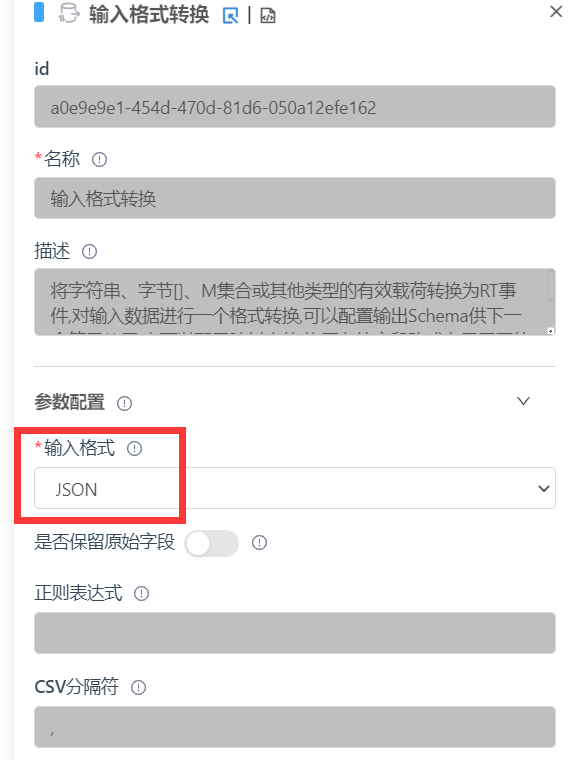 输入格式转换 |
id
a0e9e9e1-454d-470d-81d6-050a12efe162
*名称
输入格式转换
描述
将字符串、字节[]、M集合或其他类型的有效载荷转换为RT事
件,对输入数据进行一个格式转换,可以配置输出Schema供下一
参数配置
*输入格式
JSON
是否保留原始字段
正则表达式
CSV分隔符
,